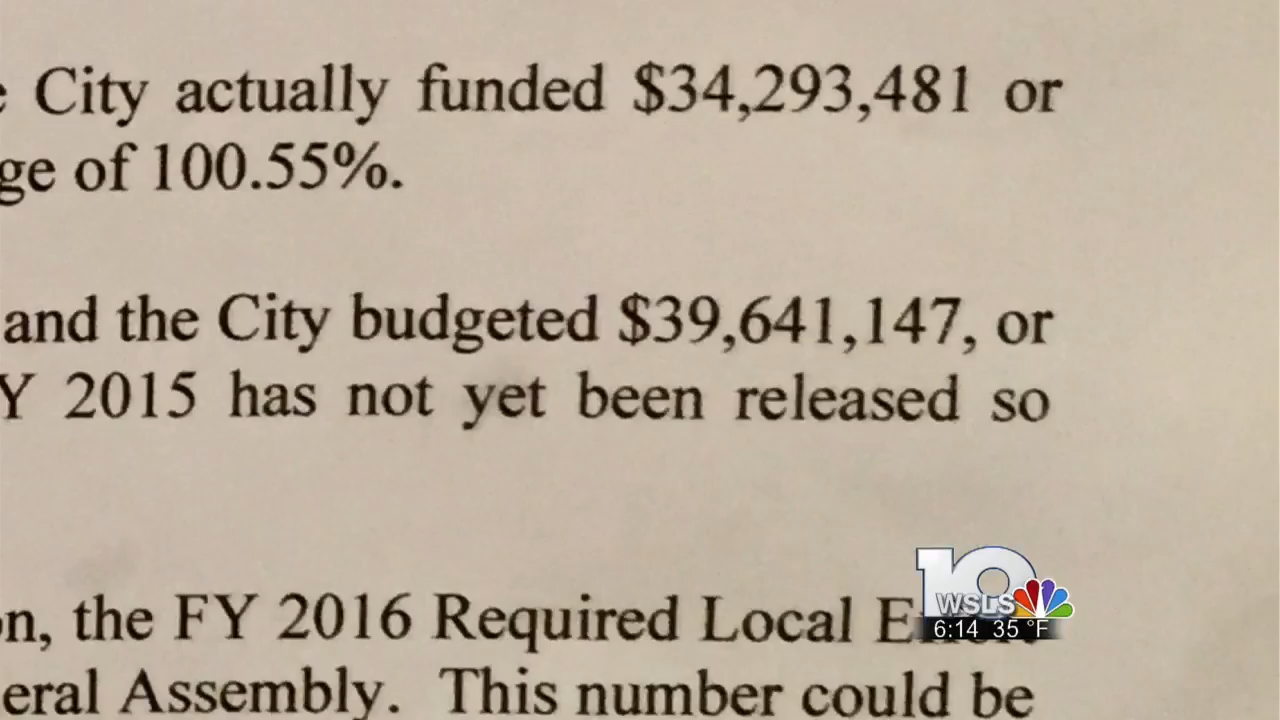 City actually funded $34,293,481 or
ge of 100.55%.
and the City budgeted $39,641,147, or
Y 2015 has not yet been released so
on, the FY 2016 Required Local
eral Assembly. This number could be
10
WSLS
6:14 35 °F